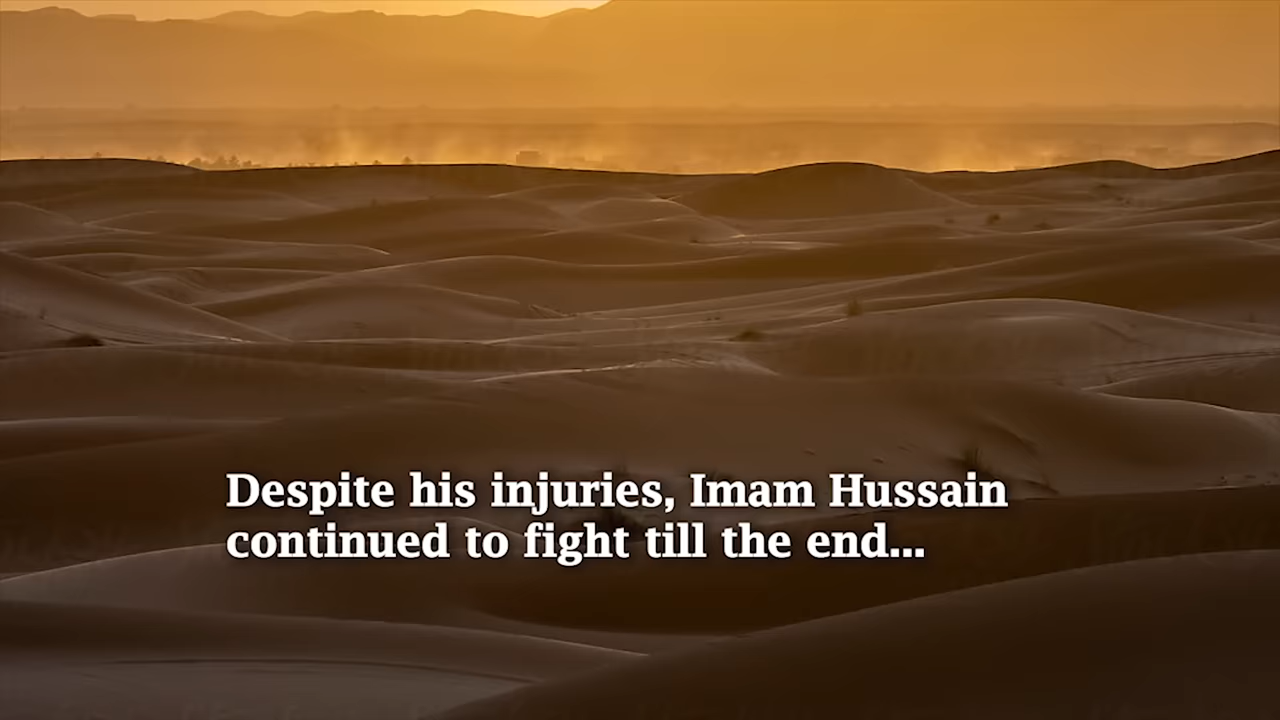 Despite his injuries, Imam Hussain
continued to fight till the end...